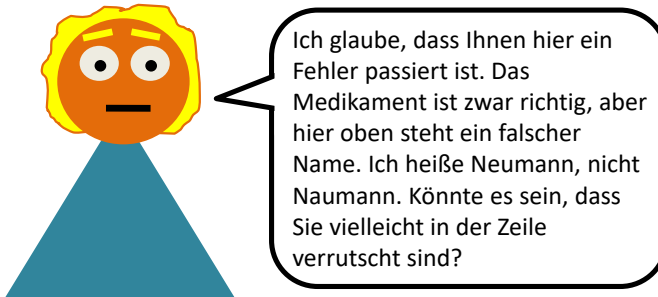 Ich glaube, dass Ihnen hier ein
Fehler passiert ist. Das
Medikament ist zwar richtig, aber
hier oben steht ein falscher
Name. Ich heiße Neumann, nicht
Naumann. Könnte es sein, dass
Sie vielleicht in der Zeile
verrutscht sind?